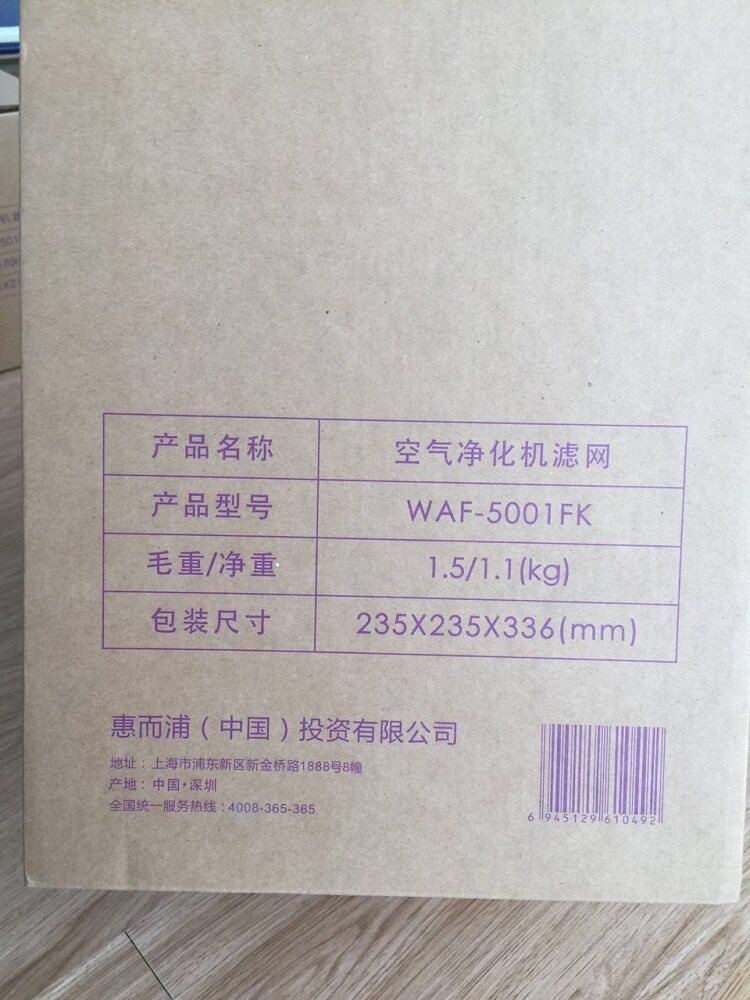 产品名称 空气净化机滤网
产品型号 WAF-5001FK
毛重/净重 1.5/1.1(kg)
包装尺寸 235X235X336(mm)
惠而浦（中国）投资有限公司
地址：上海市浦东新区新金桥路1888号8幢
产地：中国·深圳
全国统一服务热线：4008-365-365
6 945129 610492